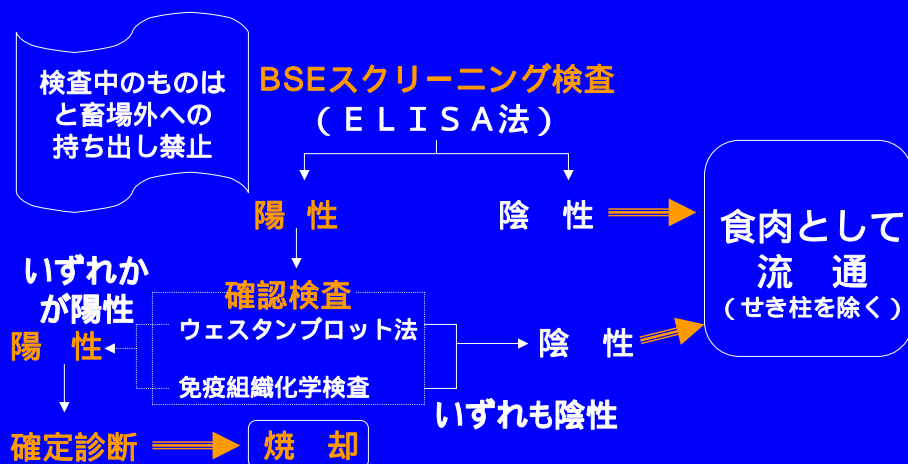 検査中のものは
と畜場外への
持ち出し禁止
BSEスクリーニング検査
（ＥＬＩＳＡ法）
陽　性
陰　性
食肉として
流　通
（せき柱を除く）
いずれか
が陽性
陽　性
確認検査
ウェスタンブロット法
免疫組織化学検査
陰　性
いずれも陰性
確定診断
焼　却